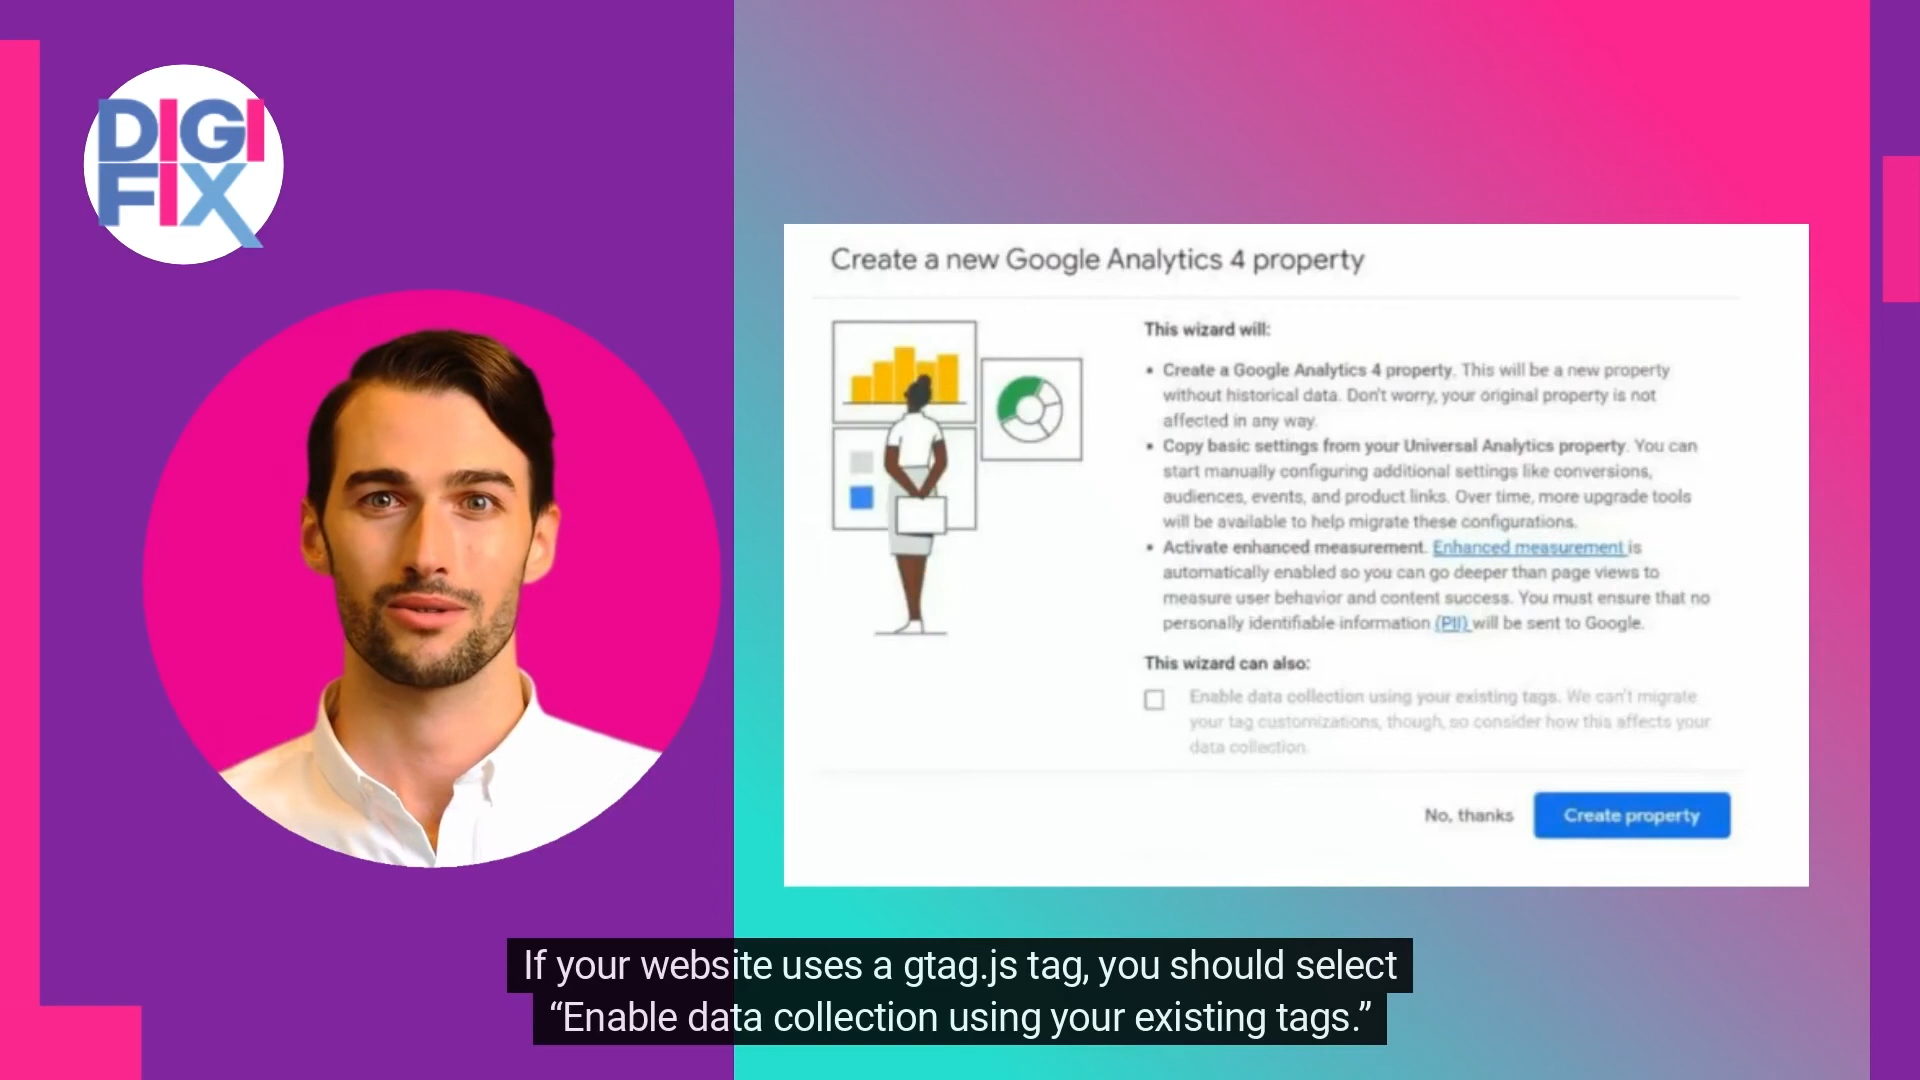 DIGI
FIX
Create a new Google Analytics 4 property
This wizard will:
• Create a Google Analytics 4 property. This will be a new property
without historical data. Don't worry, your original property is not
affected in any way.
• Copy basic settings from your Universal Analytics property. You can
start manually configuring additional settings like conversions,
audiences, events, and product links. Over time, more upgrade tools
will be available to help migrate these configurations.
• Activate enhanced measurement. Enhanced measurement is
automatically enabled so you can go deeper than page views to
measure user behavior and content success. You must ensure that no
personally identifiable information (PII) will be sent to Google.
This wizard can also:
Enable data collection using your existing tags. We can't migrate
your tag customizations, though, so consider how this affects your
data collection.
No, thanks
Create property
If your website uses a gtag.js tag, you should select
“Enable data collection using your existing tags.”